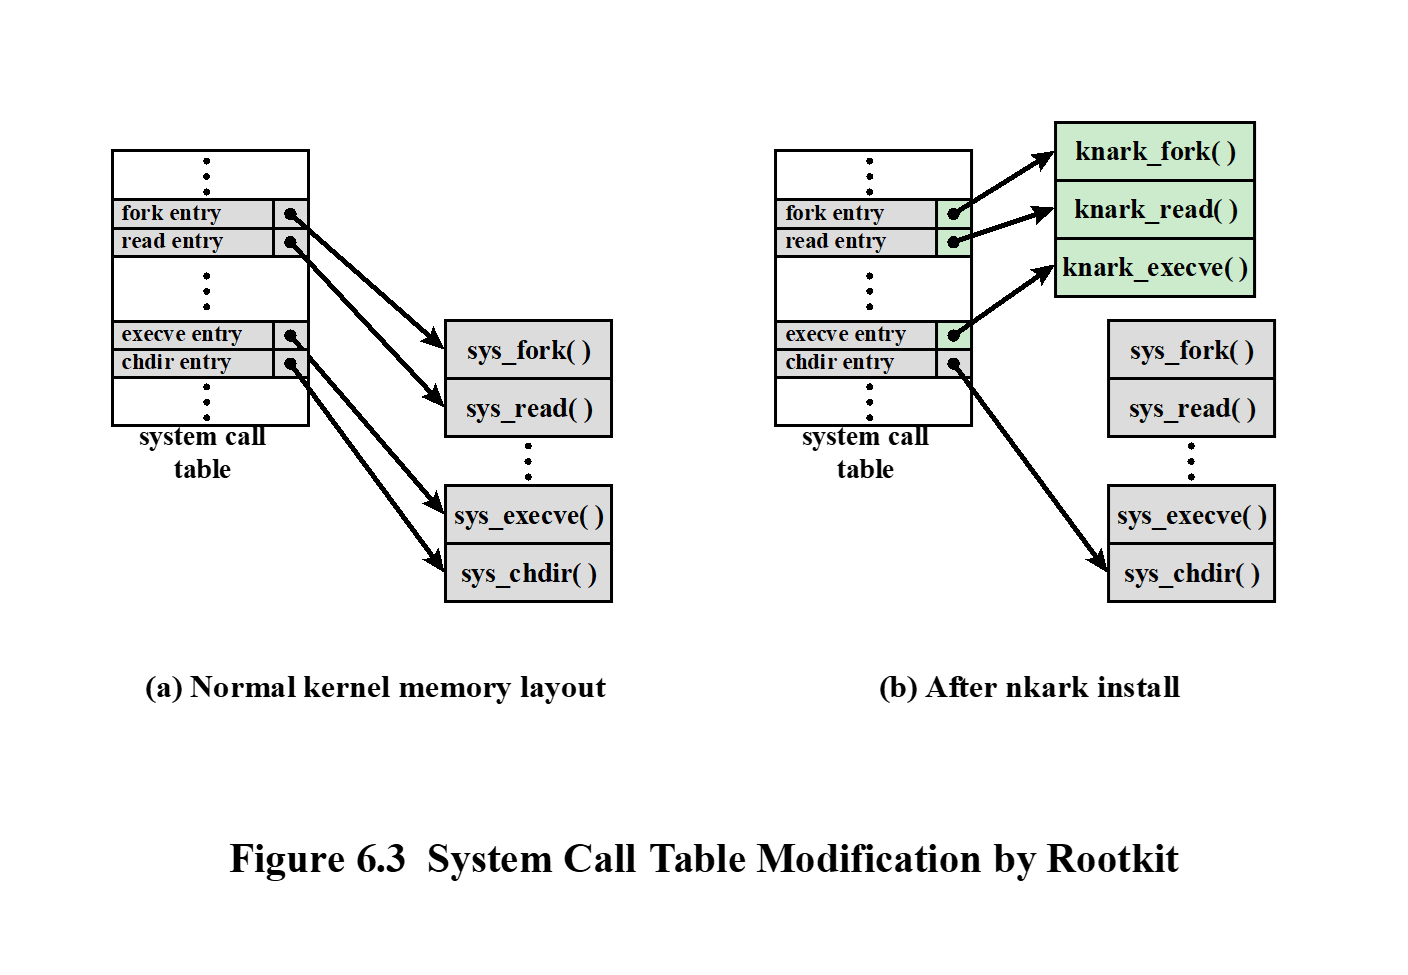 fork entry
read entry
execve entry
chdir entry
system call
table
sys_fork( )
sys_read( )
sys_execve( )
sys_chdir( )
(a) Normal kernel memory layout
fork entry
read entry
execve entry
chdir entry
system call
table
knark_fork( )
knark_read( )
knark_execve( )
sys_fork( )
sys_read( )
sys_execve( )
sys_chdir( )
(b) After nkark install
Figure 6.3 System Call Table Modification by Rootkit